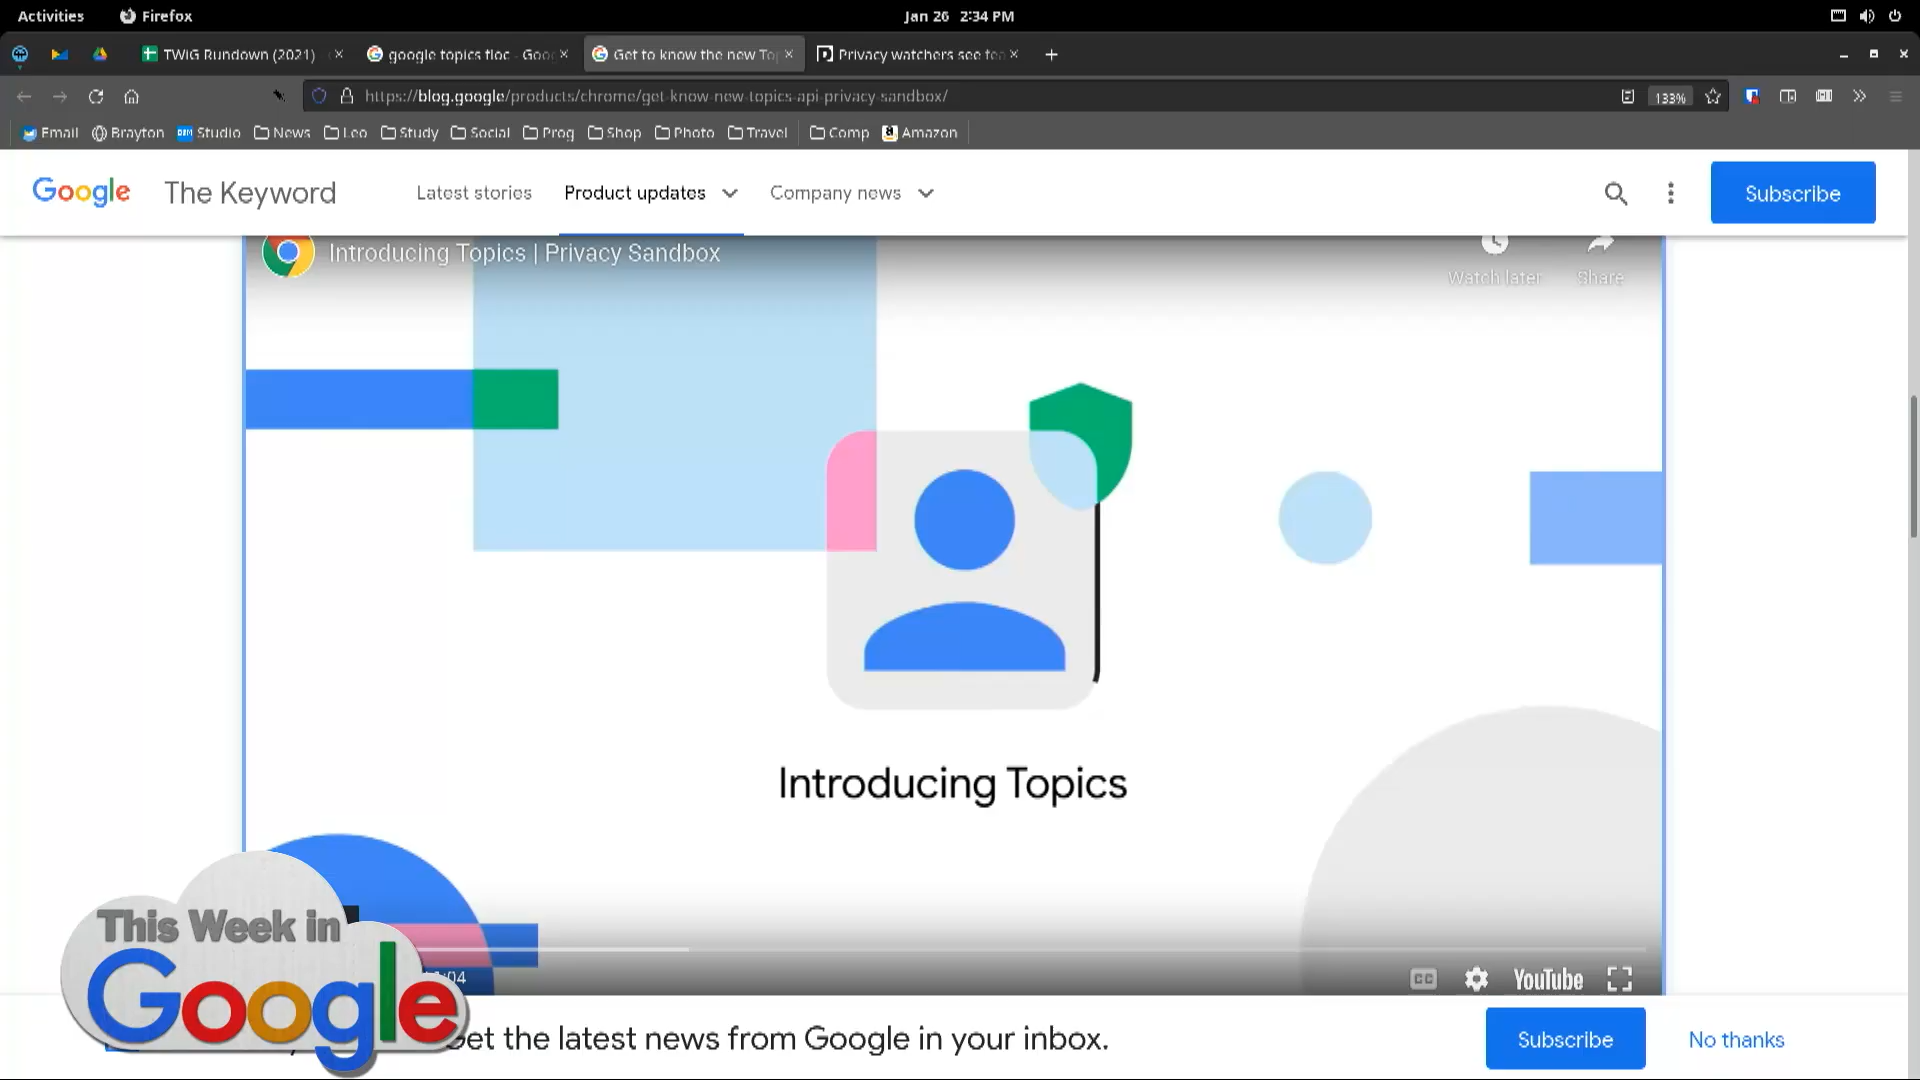 Activities Firefox Jan 26 2:34 PM
TWiG Rundown (2021) google topics floc - Goo Get to know the new To Privacy watchers see fea
https://blog.google/products/chrome/get-know-new-topics-api-privacy-sandbox/ 133%
Email Brayton Studio News Leo Study Social Prog Shop Photo Travel Comp Amazon
Google The Keyword Latest stories Product updates Company news Subscribe
Introducing Topics | Privacy Sandbox
Watch later Share
Introducing Topics
This Week in
Google
:04
CC YouTube
Get the latest news from Google in your inbox. Subscribe No thanks